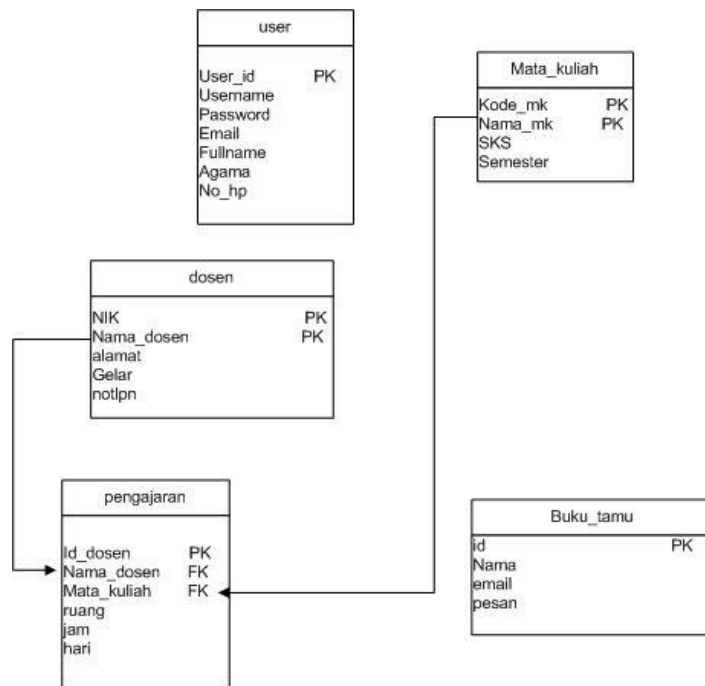 user
User_id PK
Username
Password
Email
Fullname
Agama
No_hp
Mata_kuliah
Kode_mk PK
Nama_mk PK
SKS
Semester
dosen
NIK PK
Nama_dosen PK
alamat
Gelar
notlpn
pengajaran
Id_dosen PK
Nama_dosen FK
Mata_kuliah FK
ruang
jam
hari
Buku_tamu
id PK
Nama
email
pesan